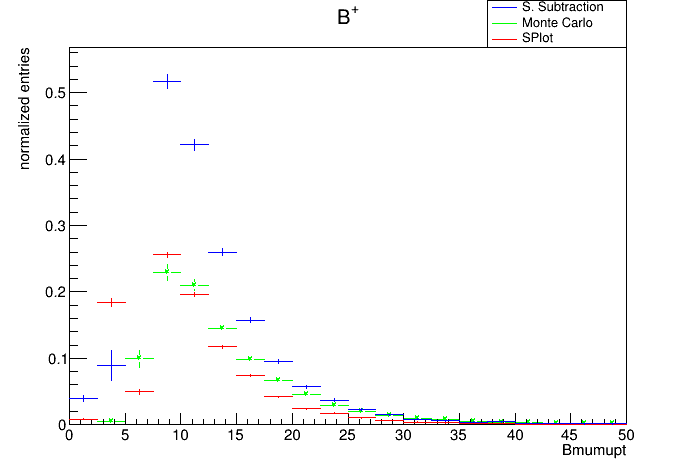 B+
S. Subtraction
Monte Carlo
SPlot
normalized entries
0.5
0.4
0.3
0.2
0.1
0
0 5 10 15 20 25 30 35 40 45 50
Bmumupt